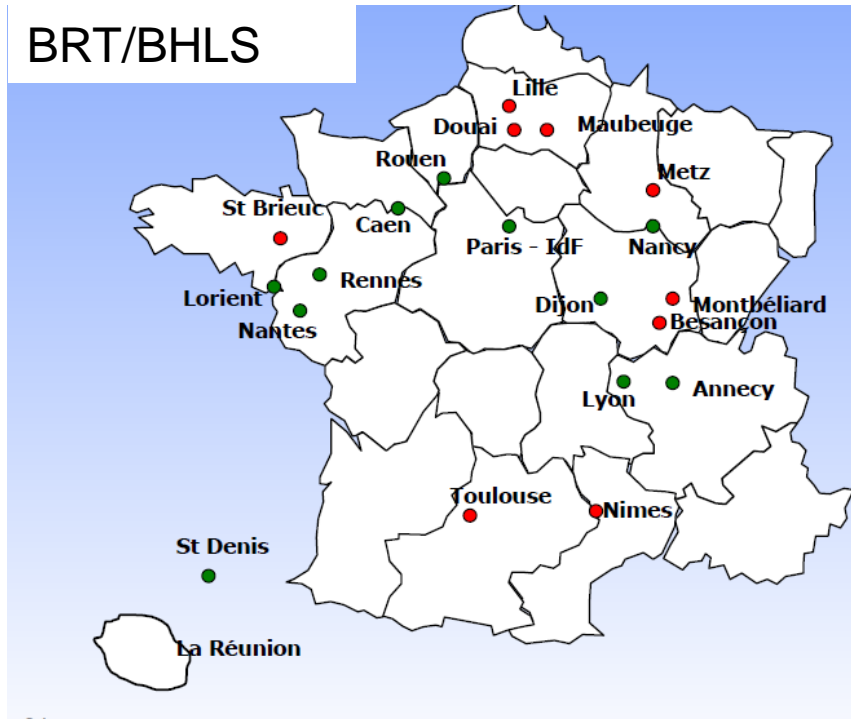 BRT/BHLS
Lille
Douai
Maubeuge
Rouen
Metz
St Brieuc
Caen
Paris - IdF
Nancy
Rennes
Lorient
Dijon
Montbéliard
Nantes
Besançon
Lyon
Annecy
Toulouse
Nimes
St Denis
La Réunion